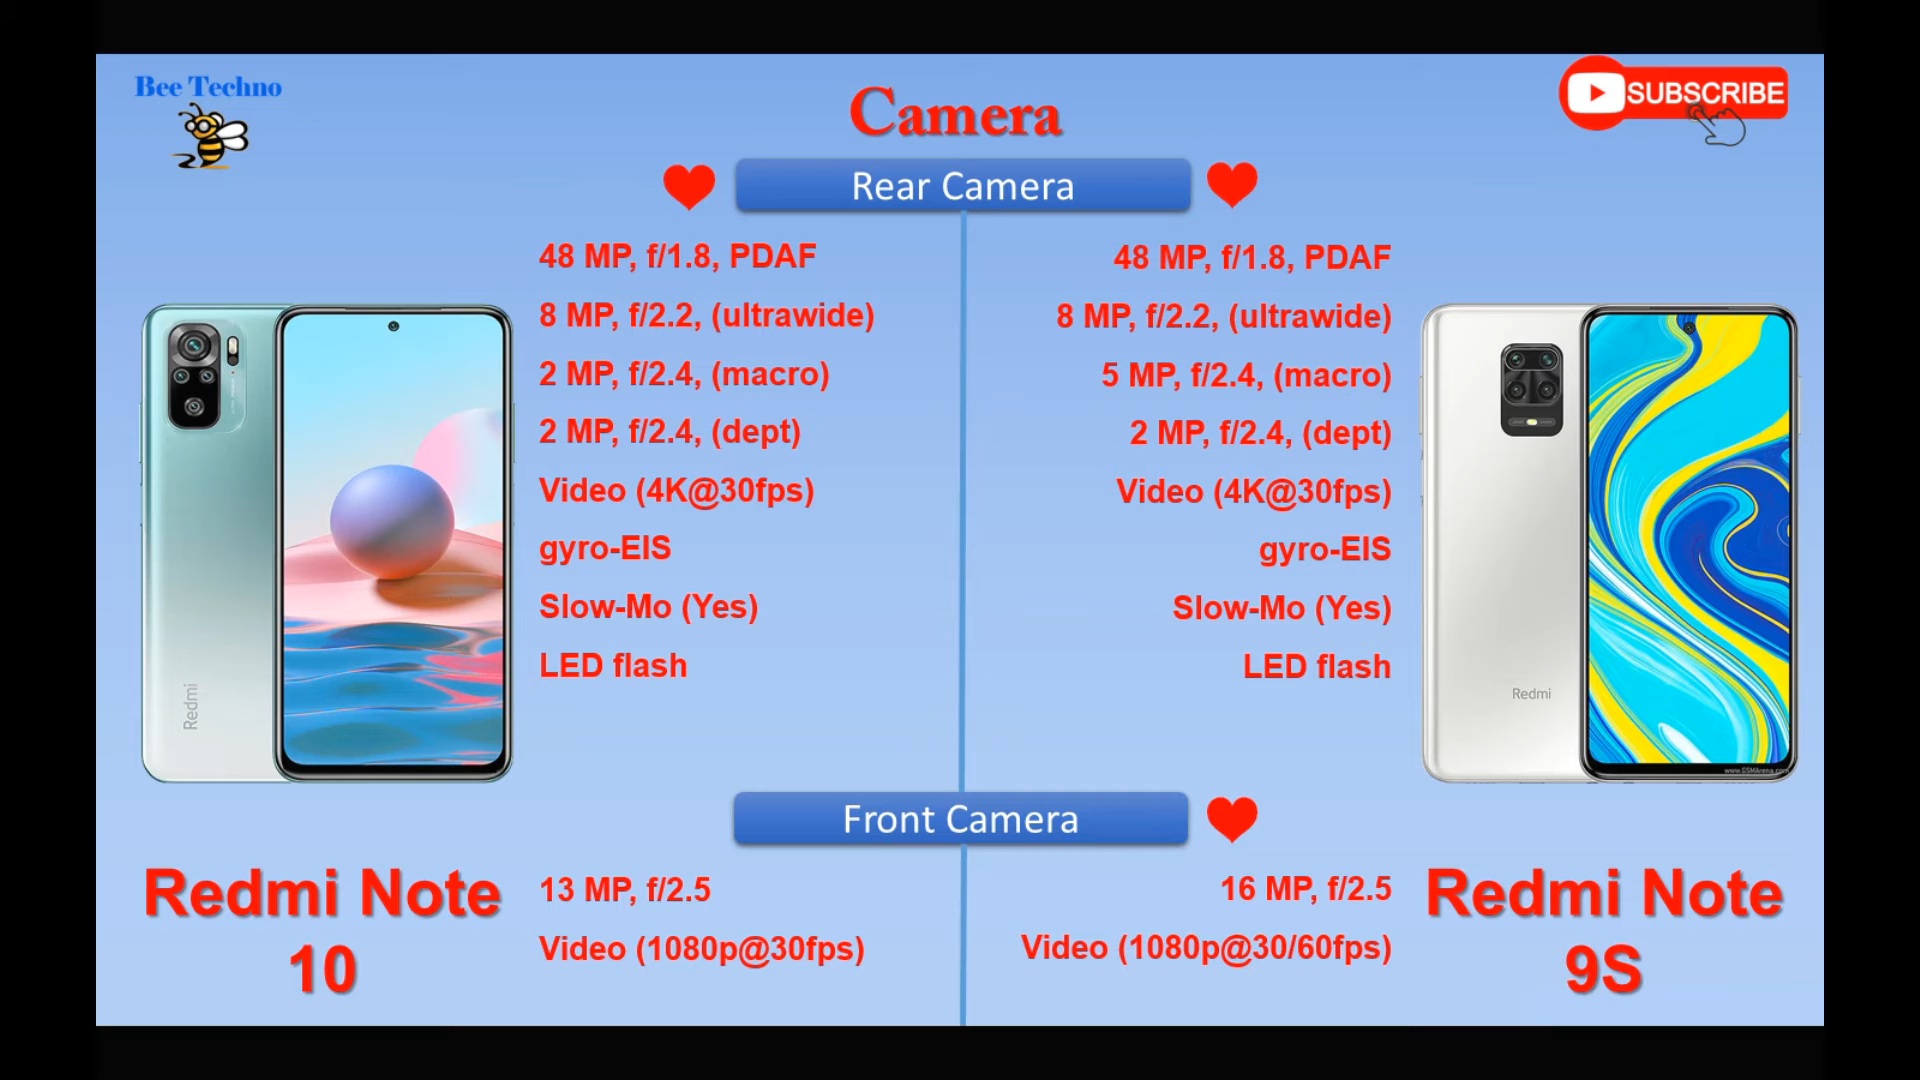 Bee Techno
Camera
SUBSCRIBE
Rear Camera
48 MP, f/1.8, PDAF
8 MP, f/2.2, (ultrawide)
2 MP, f/2.4, (macro)
2 MP, f/2.4, (dept)
Video (4K@30fps)
gyro-EIS
Slow-Mo (Yes)
LED flash
48 MP, f/1.8, PDAF
8 MP, f/2.2, (ultrawide)
5 MP, f/2.4, (macro)
2 MP, f/2.4, (dept)
Video (4K@30fps)
gyro-EIS
Slow-Mo (Yes)
LED flash
Redmi
Redmi
www.GSMArena.com
Front Camera
Redmi Note
10
13 MP, f/2.5
Video (1080p@30fps)
16 MP, f/2.5
Video (1080p@30/60fps)
Redmi Note
9S